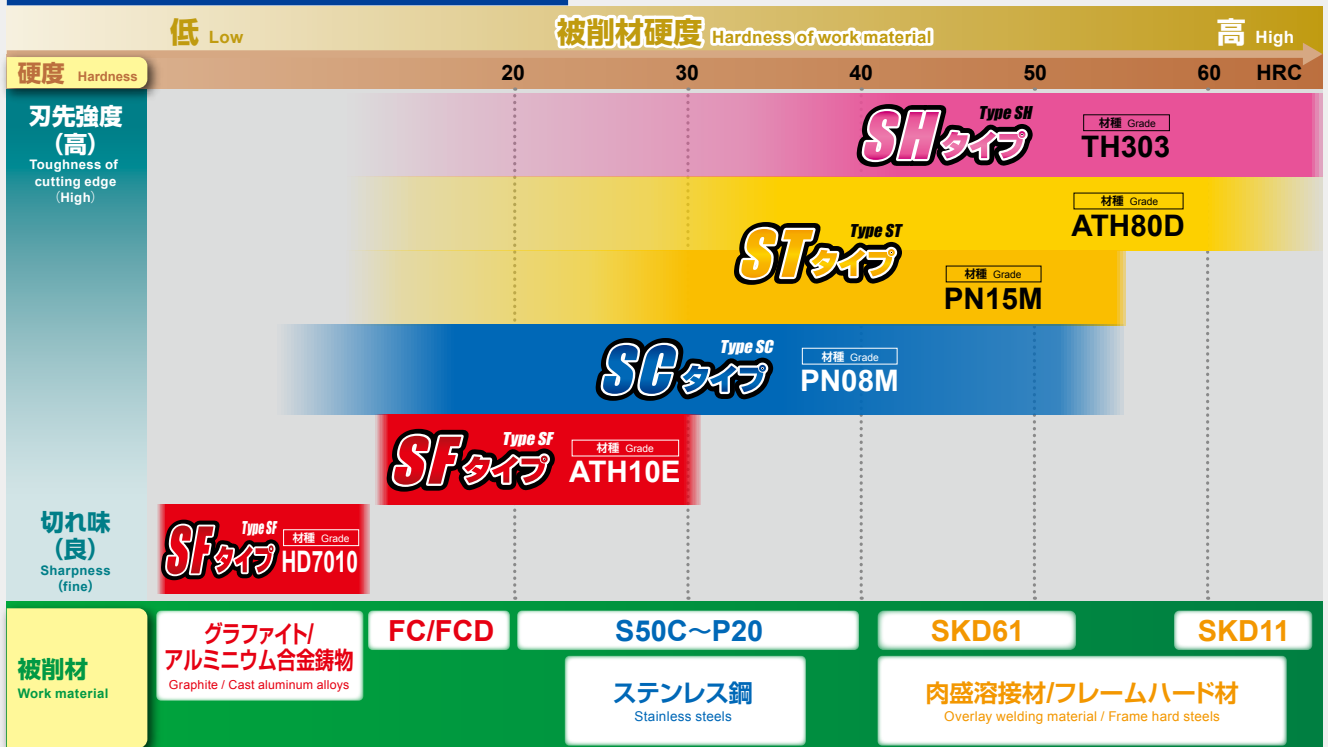 低 Low
被削材硬度 Hardness of work material
高 High
硬度 Hardness
20 30 40 50 60 HRC
刃先強度
(高)
Toughness of
cutting edge
(High)
SHタイプ
Type SH
材種 Grade
TH303
STタイプ
Type ST
材種 Grade
ATH80D
材種 Grade
PN15M
SCタイプ
Type SC
材種 Grade
PN08M
SFタイプ
Type SF
材種 Grade
ATH10E
切れ味
(良)
Sharpness
(fine)
SFタイプ
Type SF
材種 Grade
HD7010
被削材
Work material
グラファイト/
アルミニウム合金鋳物
Graphite / Cast aluminum alloys
FC/FCD
S50C～P20
SKD61
SKD11
ステンレス鋼
Stainless steels
肉盛溶接材/フレームハード材
Overlay welding material / Frame hard steels